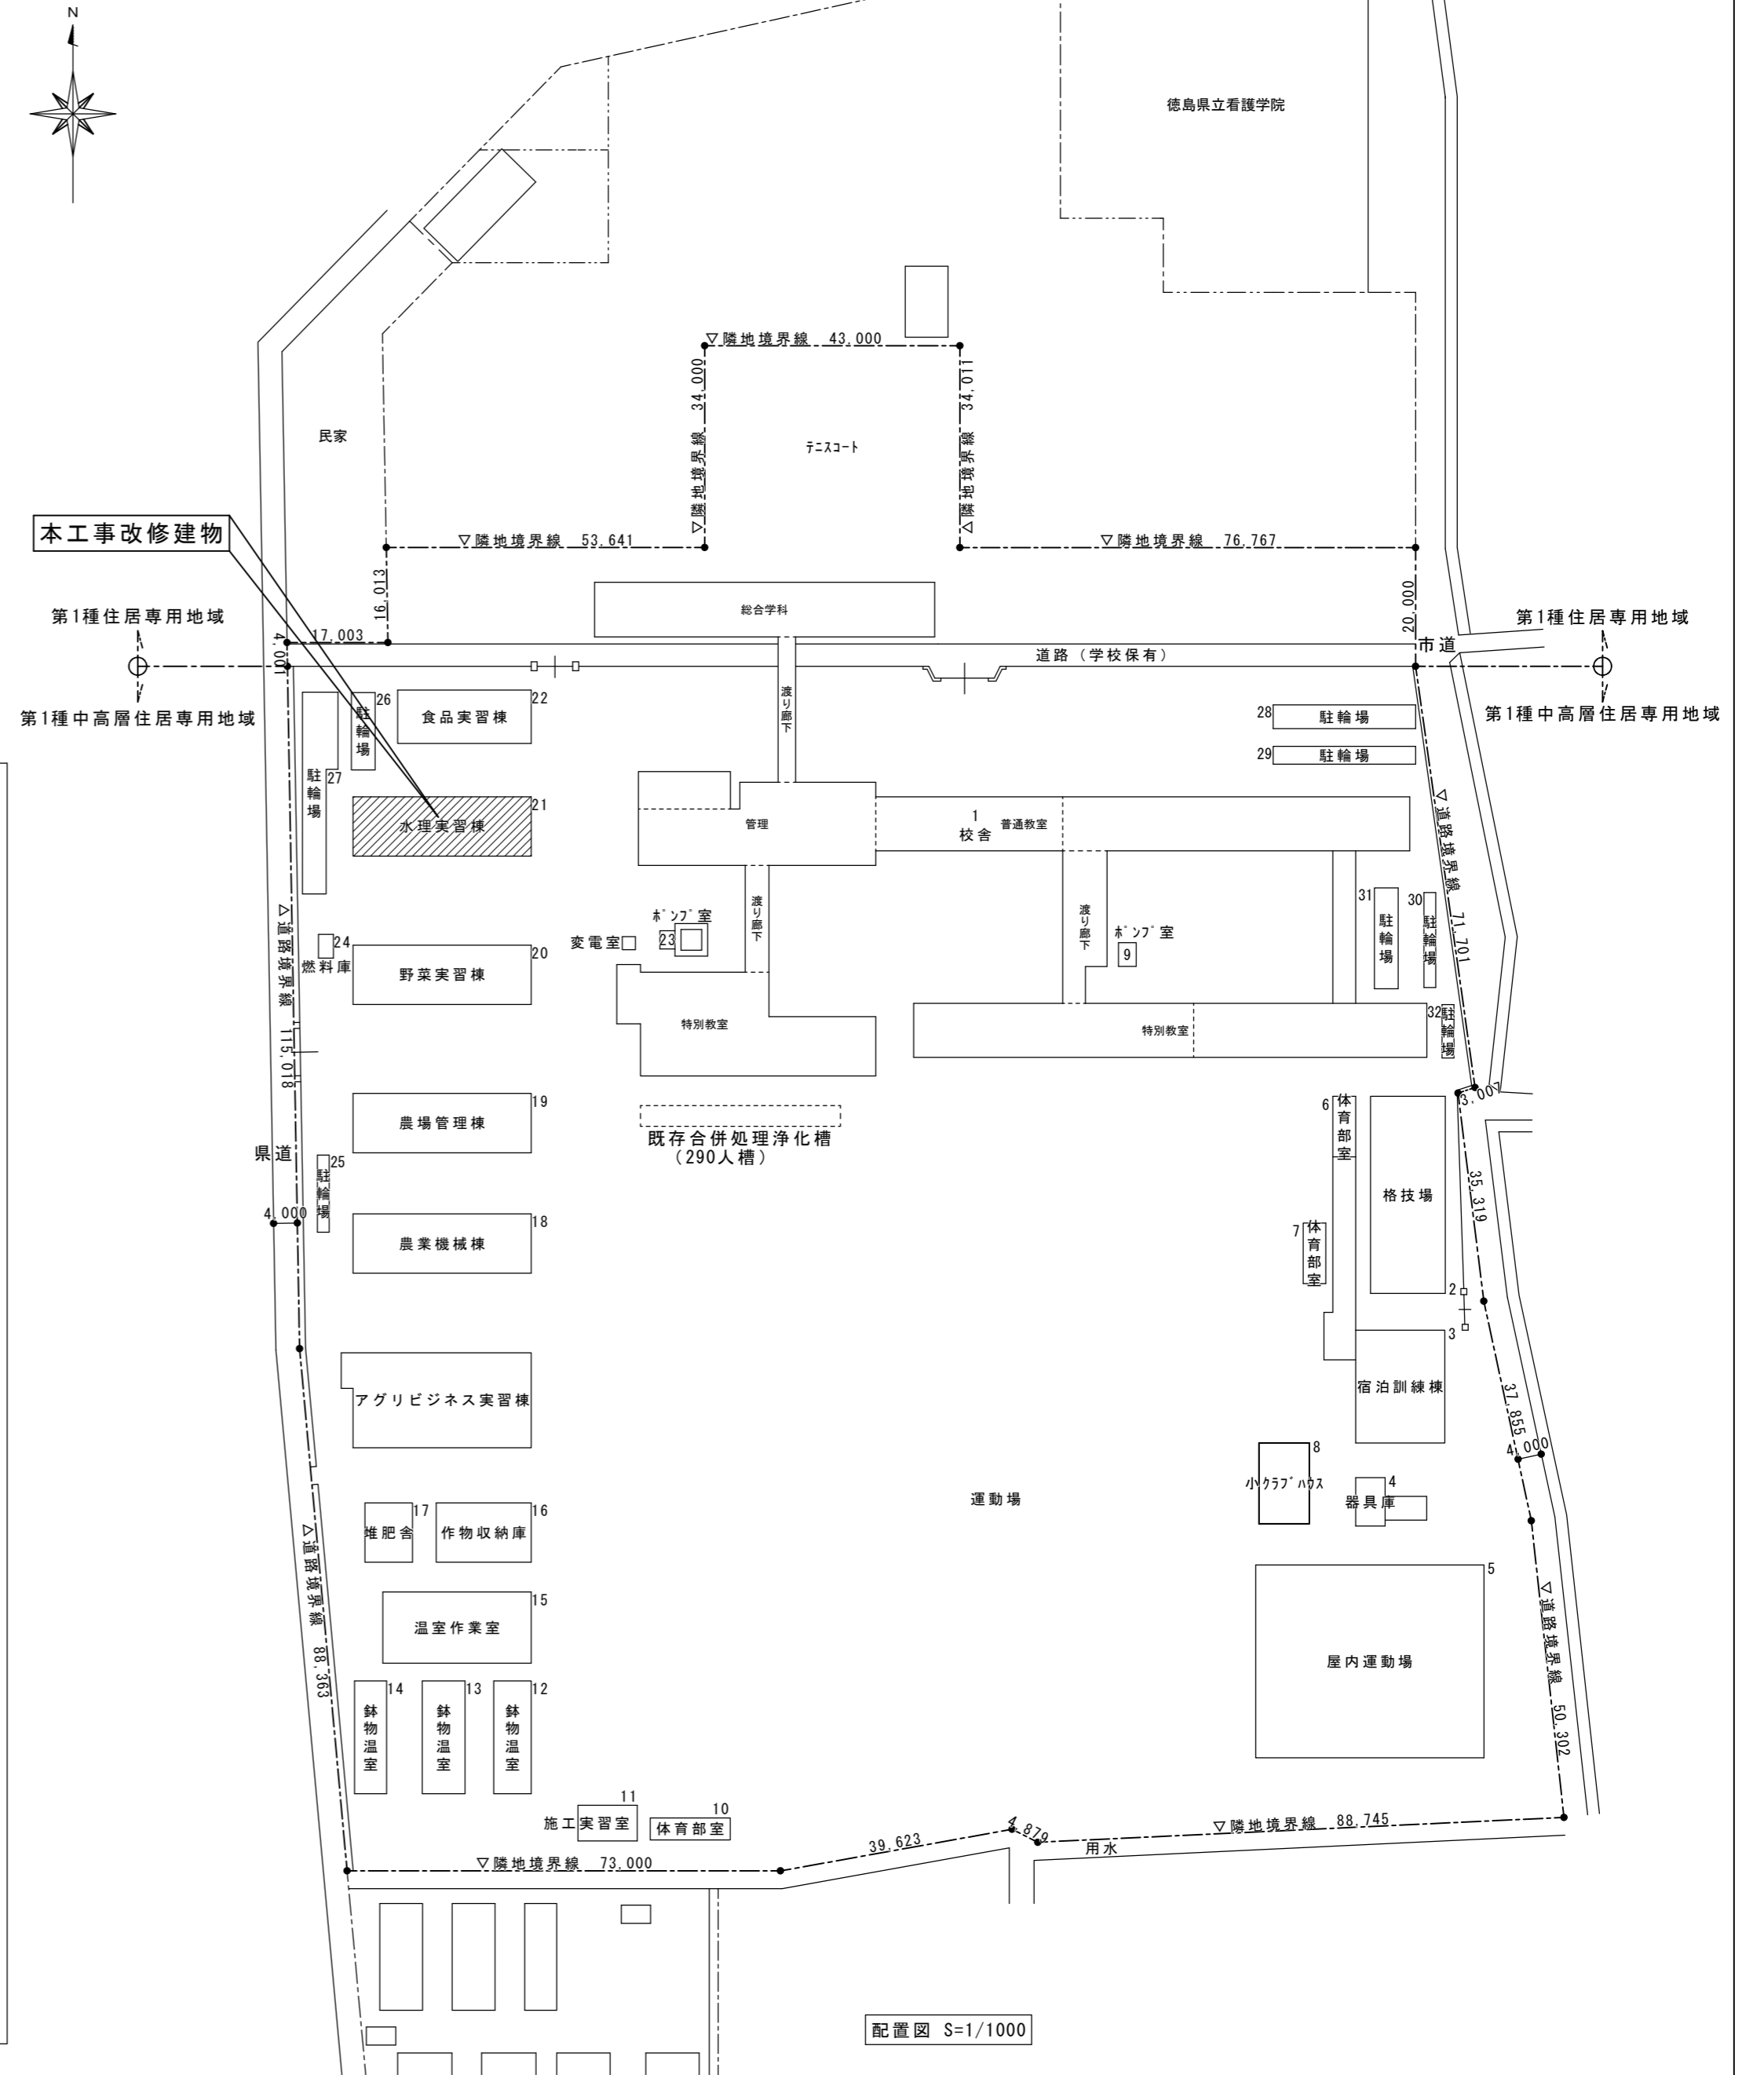 N
徳島県立看護学院
▽隣地境界線 43,000
▽隣地境界線 34,000
△隣地境界線 34,011
テニスコート
民家
本工事改修建物
▽隣地境界線 53,641
▽隣地境界線 76,767
16,013
20,000
総合学科
第1種住居専用地域
第1種中高層住居専用地域
4,001
17,003
道路（学校保有）
市道
第1種住居専用地域
第1種中高層住居専用地域
渡り廊下
26
駐輪場
22
食品実習棟
28
駐輪場
29
駐輪場
27
駐輪場
21
水理実習棟
管理
1
校舎
普通教室
▽道路境界線 71,701
31
駐輪場
30
駐輪場
渡り廊下
渡り廊下
ポンプ室
23
変電室
ポンプ室
9
24
燃料庫
20
野菜実習棟
△道路境界線 115,018
特別教室
特別教室
32
駐輪場
3,007
19
農場管理棟
既存合併処理浄化槽
（290人槽）
6
体育部室
県道
25
駐輪場
4,000
18
農業機械棟
7
体育部室
格技場
35,319
2
3
宿泊訓練棟
37,855
4,000
アグリビジネス実習棟
8
小クラブハウス
4
器具庫
運動場
17
堆肥舎
16
作物収納庫
△道路境界線 88,363
15
温室作業室
5
屋内運動場
▽道路境界線 50,302
14
鉢物温室
13
鉢物温室
12
鉢物温室
11
施工実習室
10
体育部室
▽隣地境界線 73,000
39,623
4,879
用水
▽隣地境界線 88,745
配置図 S=1/1000